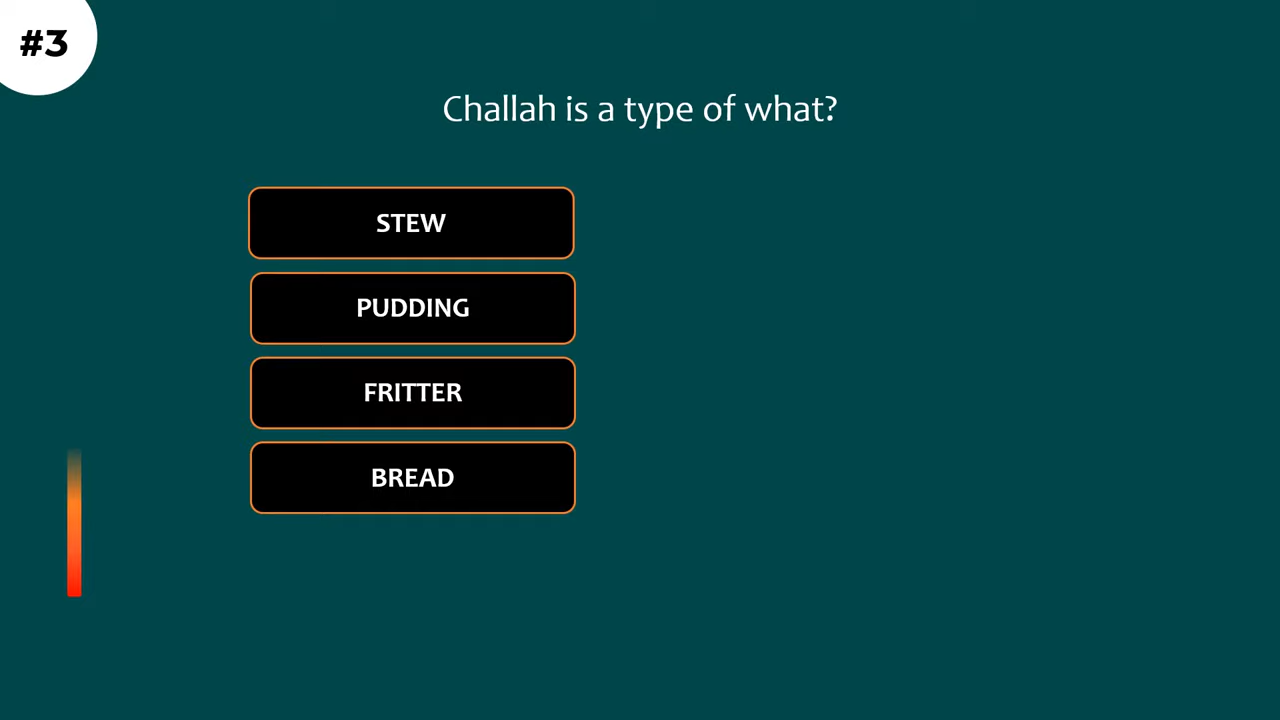 #3
Challah is a type of what?
STEW
PUDDING
FRITTER
BREAD